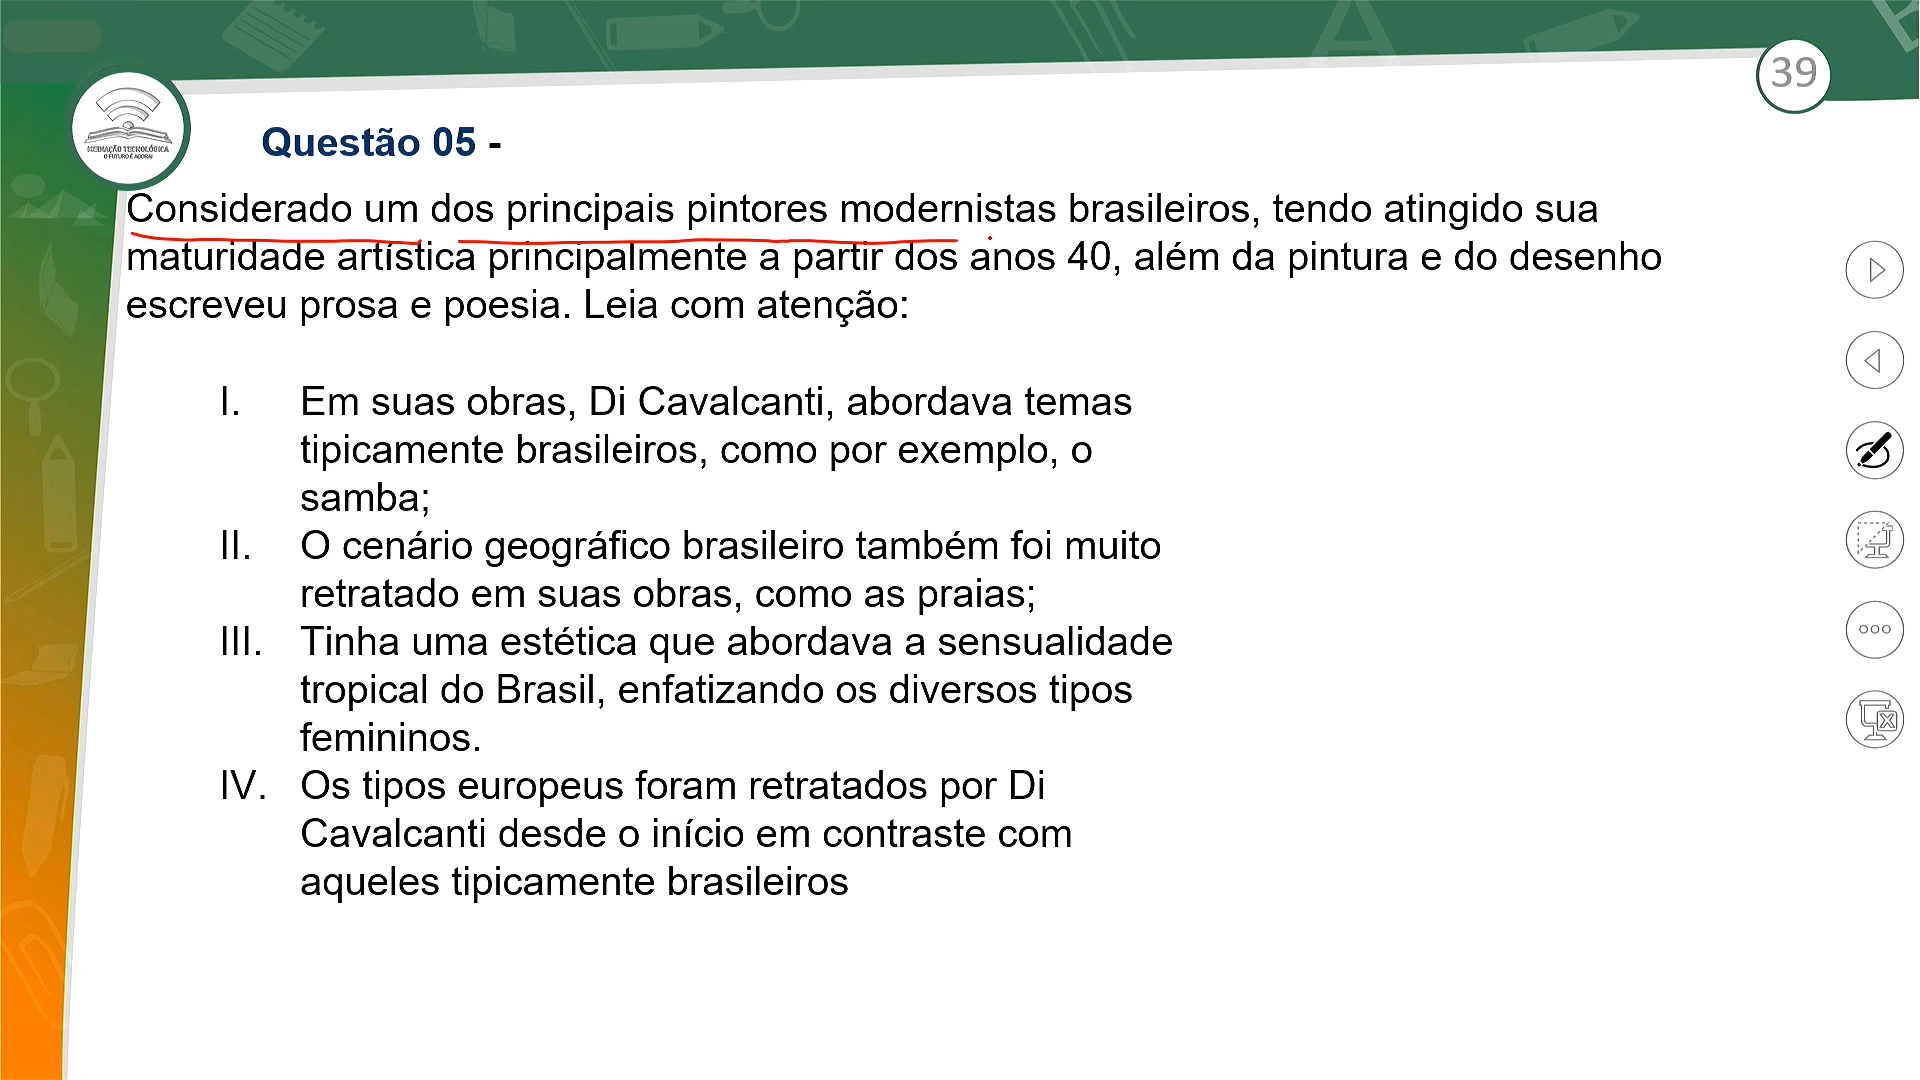 39
MEDIAÇÃO TECNOLÓGICA
O FUTURO É AGORA!
Questão 05 -
Considerado um dos principais pintores modernistas brasileiros, tendo atingido sua
maturidade artística principalmente a partir dos anos 40, além da pintura e do desenho
escreveu prosa e poesia. Leia com atenção:
I. Em suas obras, Di Cavalcanti, abordava temas
tipicamente brasileiros, como por exemplo, o
samba;
II. O cenário geográfico brasileiro também foi muito
retratado em suas obras, como as praias;
III. Tinha uma estética que abordava a sensualidade
tropical do Brasil, enfatizando os diversos tipos
femininos.
IV. Os tipos europeus foram retratados por Di
Cavalcanti desde o início em contraste com
aqueles tipicamente brasileiros